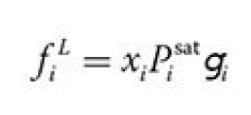 f_i^L = x_i P_i^sat g_i